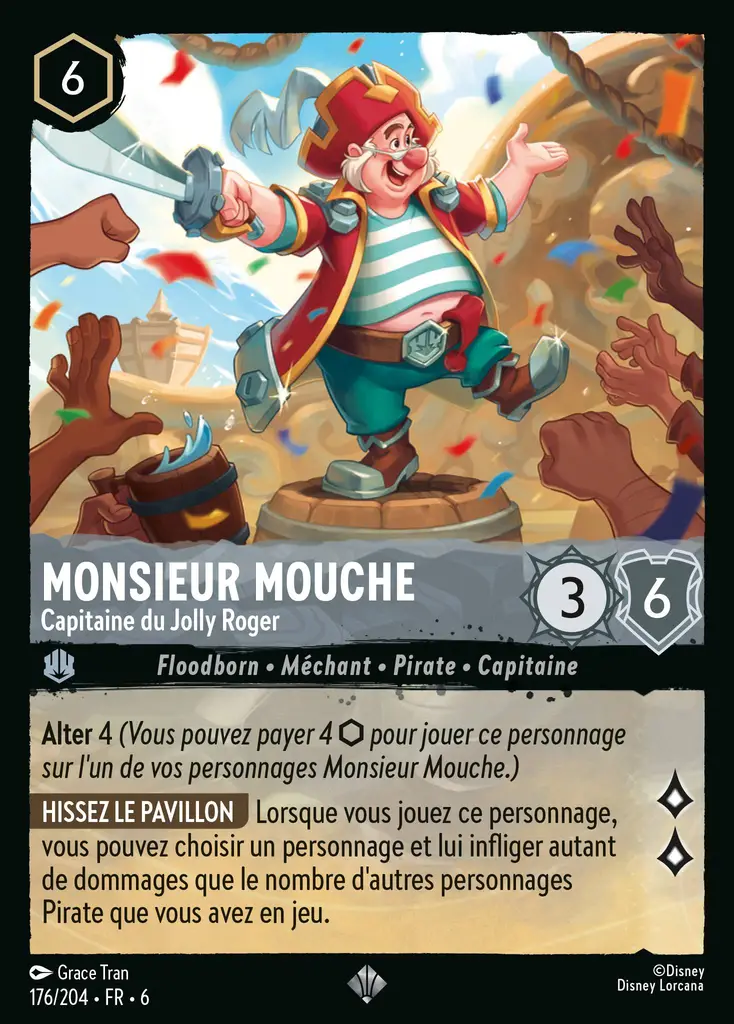 6
MONSIEUR MOUCHE
Capitaine du Jolly Roger
3
6
Floodborn • Méchant • Pirate • Capitaine
Alter 4 (Vous pouvez payer 4 ⬡ pour jouer ce personnage
sur l'un de vos personnages Monsieur Mouche.)
HISSEZ LE PAVILLON Lorsque vous jouez ce personnage,
vous pouvez choisir un personnage et lui infliger autant
de dommages que le nombre d'autres personnages
Pirate que vous avez en jeu.
Grace Tran
176/204 • FR • 6
©Disney
Disney Lorcana